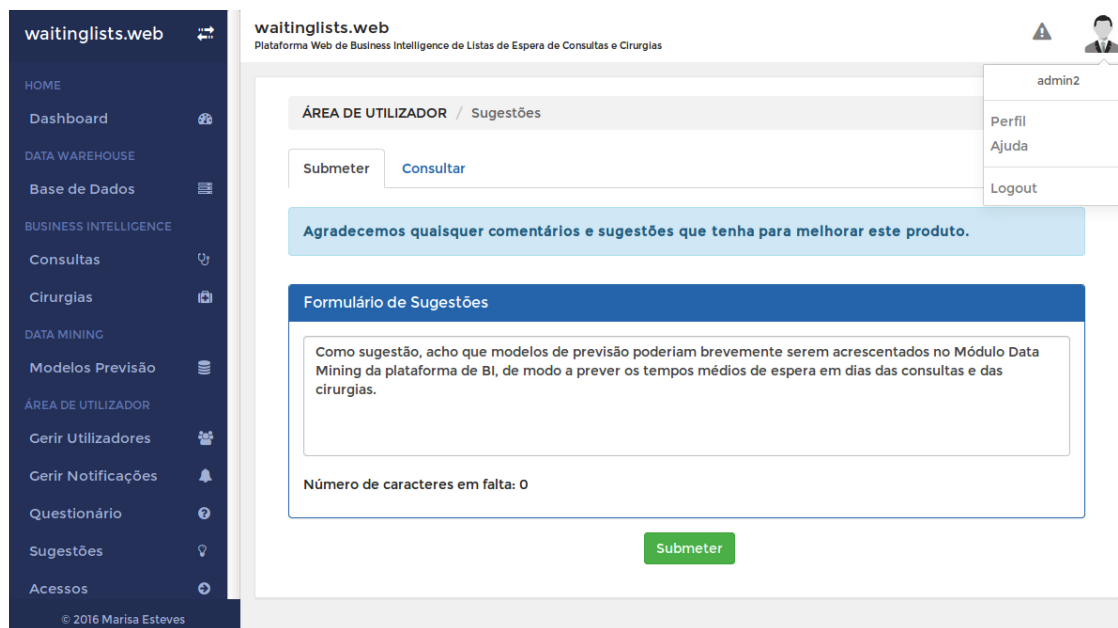 waitinglists.web
HOME
Dashboard
DATA WAREHOUSE
Base de Dados
BUSINESS INTELLIGENCE
Consultas
Cirurgias
DATA MINING
Modelos Previsão
ÁREA DE UTILIZADOR
Gerir Utilizadores
Gerir Notificações
Questionário
Sugestões
Acessos
© 2016 Marisa Esteves
waitinglists.web
Plataforma Web de Business Intelligence de Listas de Espera de Consultas e Cirurgias
admin2
Perfil
Ajuda
Logout
ÁREA DE UTILIZADOR / Sugestões
Submeter Consultar
Agradecemos quaisquer comentários e sugestões que tenha para melhorar este produto.
Formulário de Sugestões
Como sugestão, acho que modelos de previsão poderiam brevemente serem acrescentados no Módulo Data
Mining da plataforma de BI, de modo a prever os tempos médios de espera em dias das consultas e das
cirurgias.
Número de caracteres em falta: 0
Submeter